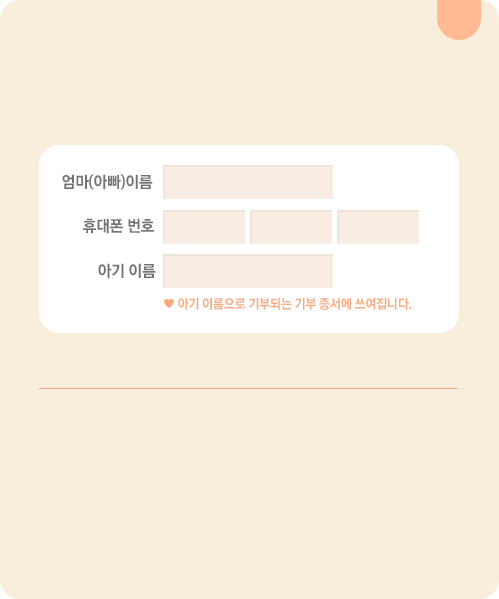 엄마(아빠)이름
휴대폰 번호
아기 이름
♥ 아기 이름으로 기부되는 기부 증서에 쓰여집니다.